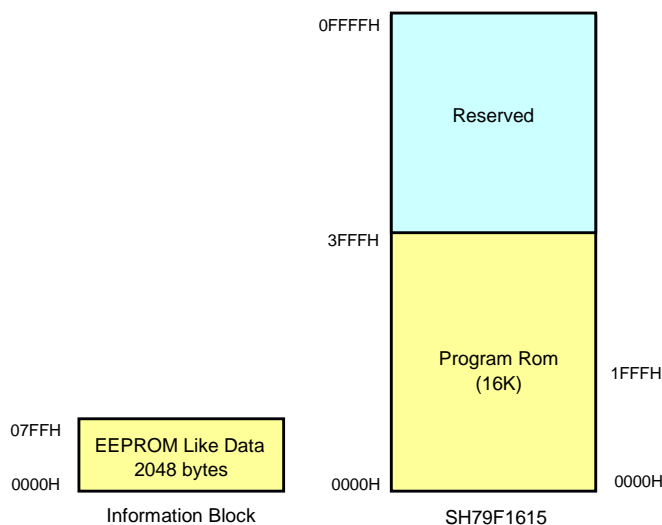 0FFFFH
Reserved
3FFFH
Program Rom
(16K)
1FFFH
07FFH
EEPROM Like Data
2048 bytes
0000H
0000H
0000H
Information Block
SH79F1615